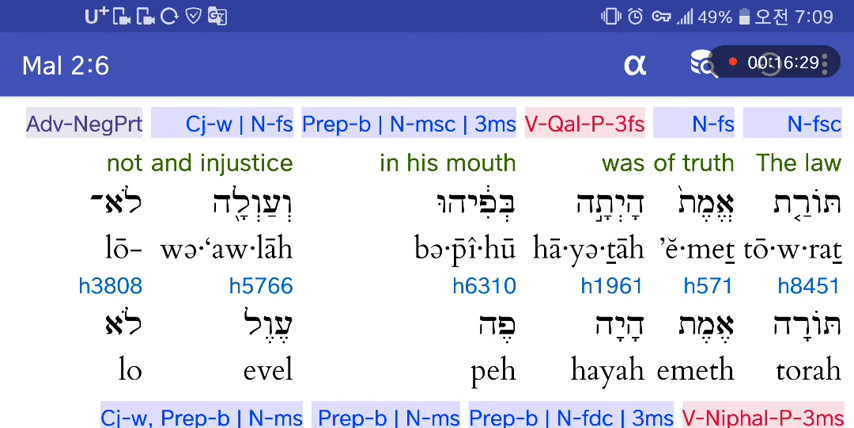 U+ 49% 오전 7:09
Mal 2:6 α 00:16:29
Adv-NegPrt Cj-w | N-fs Prep-b | N-msc | 3ms V-Qal-P-3fs N-fs N-fsc
not and injustice in his mouth was of truth The law
תּוֹרַ֤ת אֱמֶת֙ הָיְתָ֣ה בְּפִ֔יהוּ וְעַוְלָ֖ה לֹא־
lō- wə·‘aw·lāh bə·p̄î·hū hā·yə·ṯāh ’ĕ·meṯ tō·w·raṯ
h3808 h5766 h6310 h1961 h571 h8451
תּוֹרָה אֱמֶת הָיָה פֶּה עֶוֶל לֹא
lo evel peh hayah emeth torah
Cj-w, Prep-b | N-ms Prep-b | N-ms Prep-b | N-fdc | 3ms V-Niphal-P-3ms